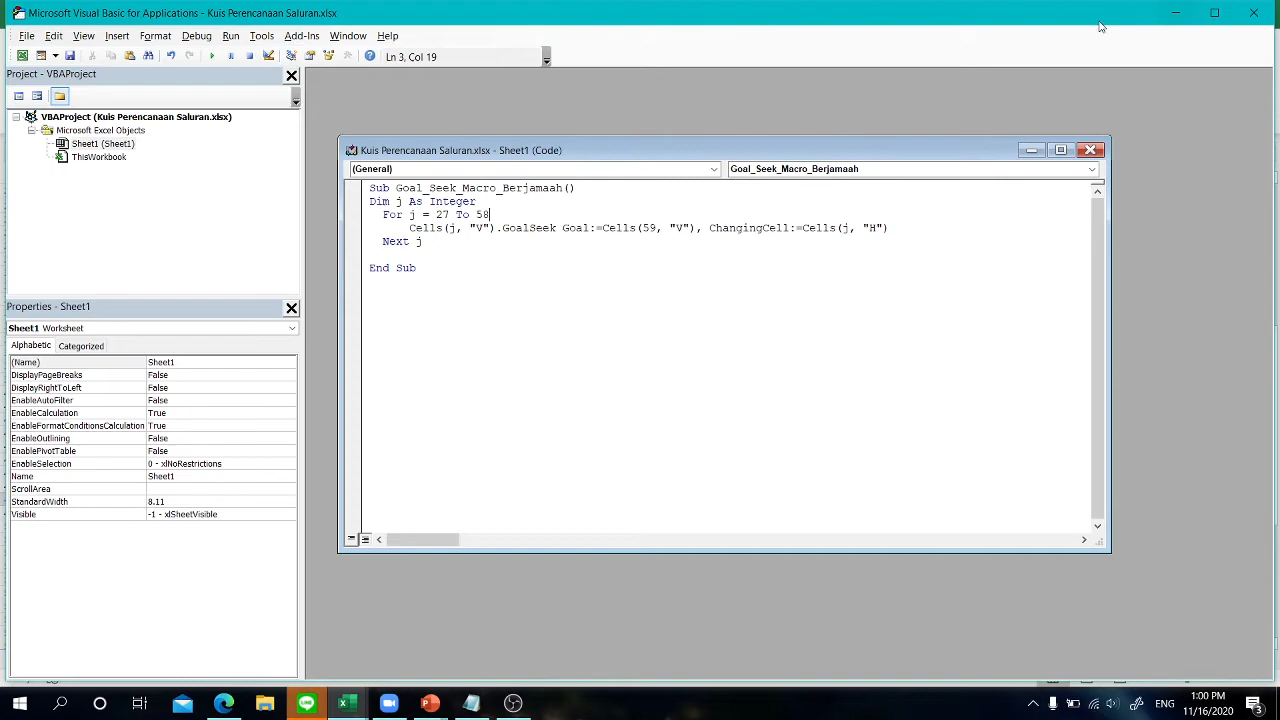 Microsoft Visual Basic for Applications - Kuis Perencanaan Saluran.xlsx
File Edit View Insert Format Debug Run Tools Add-Ins Window Help
Ln 3, Col 19
Project - VBAProject
VBAProject (Kuis Perencanaan Saluran.xlsx)
Microsoft Excel Objects
Sheet1 (Sheet1)
ThisWorkbook
Properties - Sheet1
Sheet1 Worksheet
Alphabetic Categorized
(Name) Sheet1
DisplayPageBreaks False
DisplayRightToLeft False
EnableAutoFilter False
EnableCalculation True
EnableFormatConditionsCalculation True
EnableOutlining False
EnablePivotTable False
EnableSelection 0 - xlNoRestrictions
Name Sheet1
ScrollArea
StandardWidth 8.11
Visible -1 - xlSheetVisible
Kuis Perencanaan Saluran.xlsx - Sheet1 (Code)
(General) Goal_Seek_Macro_Berjamaah
Sub Goal_Seek_Macro_Berjamaah()
Dim j As Integer
For j = 27 To 58
Cells(j, "V").GoalSeek Goal:=Cells(59, "V"), ChangingCell:=Cells(j, "H")
Next j
End Sub
LINE
ENG
1:00 PM
11/16/2020
3